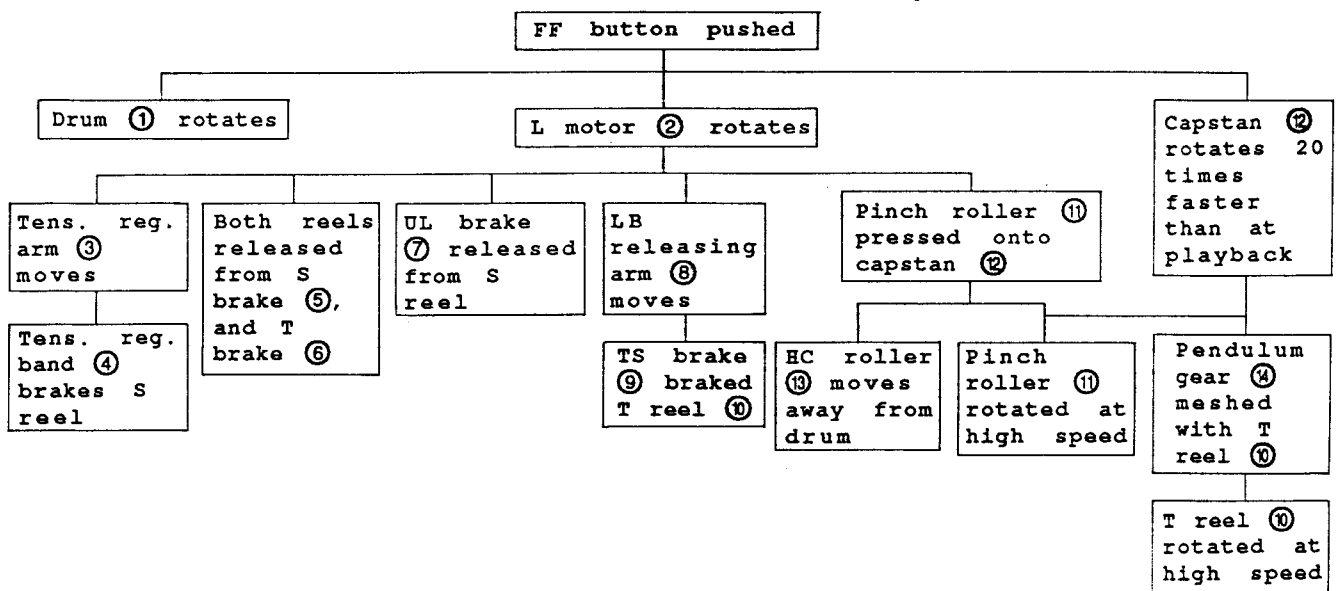 FF button pushed
Drum ① rotates
L motor ② rotates
Capstan ⑫
rotates 20
times
faster
than at
playback
Tens. reg.
arm ③
moves
Both reels
released
from S
brake ⑤,
and T
brake ⑥
UL brake
⑦ released
from S
reel
LB
releasing
arm ⑧
moves
Pinch roller ⑪
pressed onto
capstan ⑫
Tens. reg.
band ④
brakes S
reel
TS brake
⑨ braked
T reel ⑩
HC roller
⑬ moves
away from
drum
Pinch
roller ⑪
rotated at
high speed
Pendulum
gear ⑭
meshed
with T
reel ⑩
T reel ⑩
rotated at
high speed